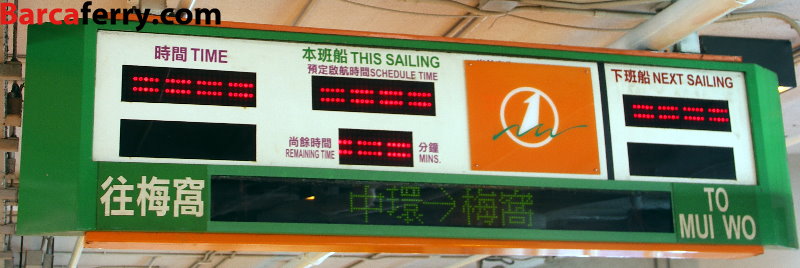 Barcaferry.com
時間 TIME
本班船 THIS SAILING
預定啟航時間 SCHEDULE TIME
下班船 NEXT SAILING
尚餘時間
REMAINING TIME
分鐘
MINS.
往梅窩
中環→梅窩
TO
MUI WO